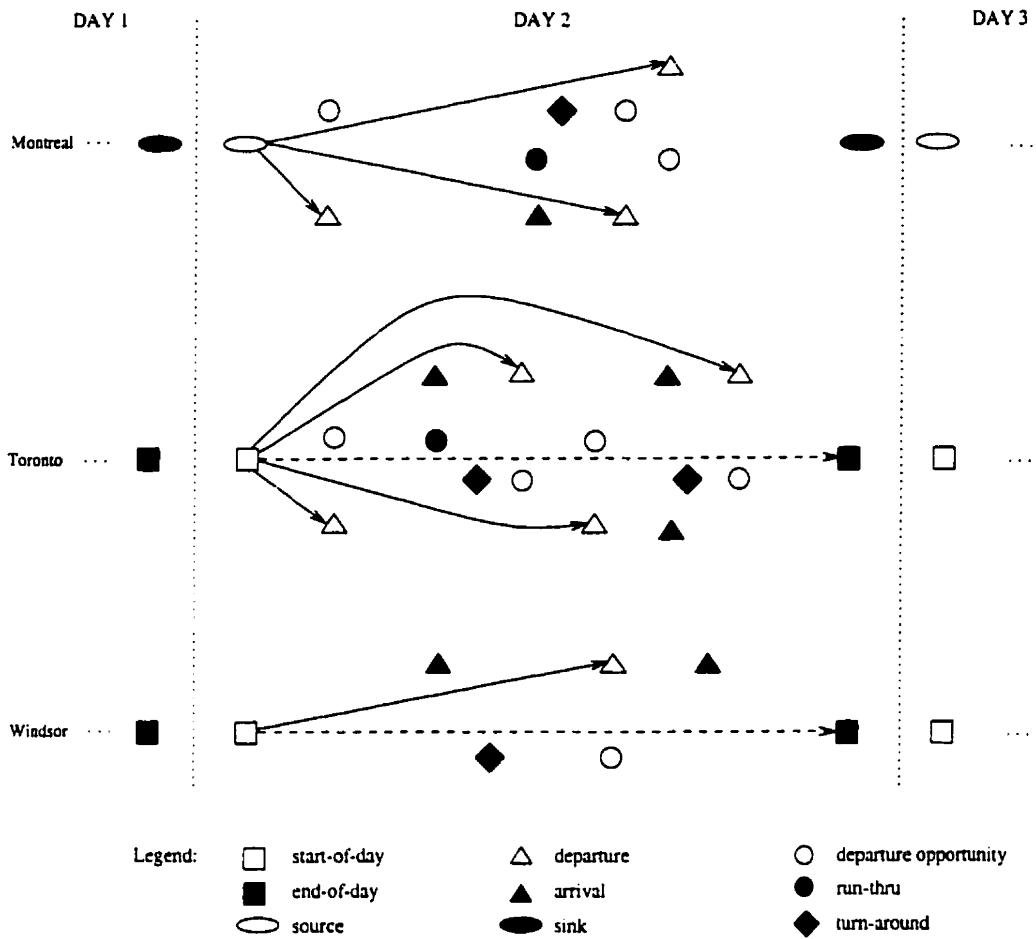 DAY 1 DAY 2 DAY 3
Montreal ... ...
Toronto ... ...
Windsor ... ...
Legend: start-of-day departure departure opportunity
end-of-day arrival run-thru
source sink turn-around